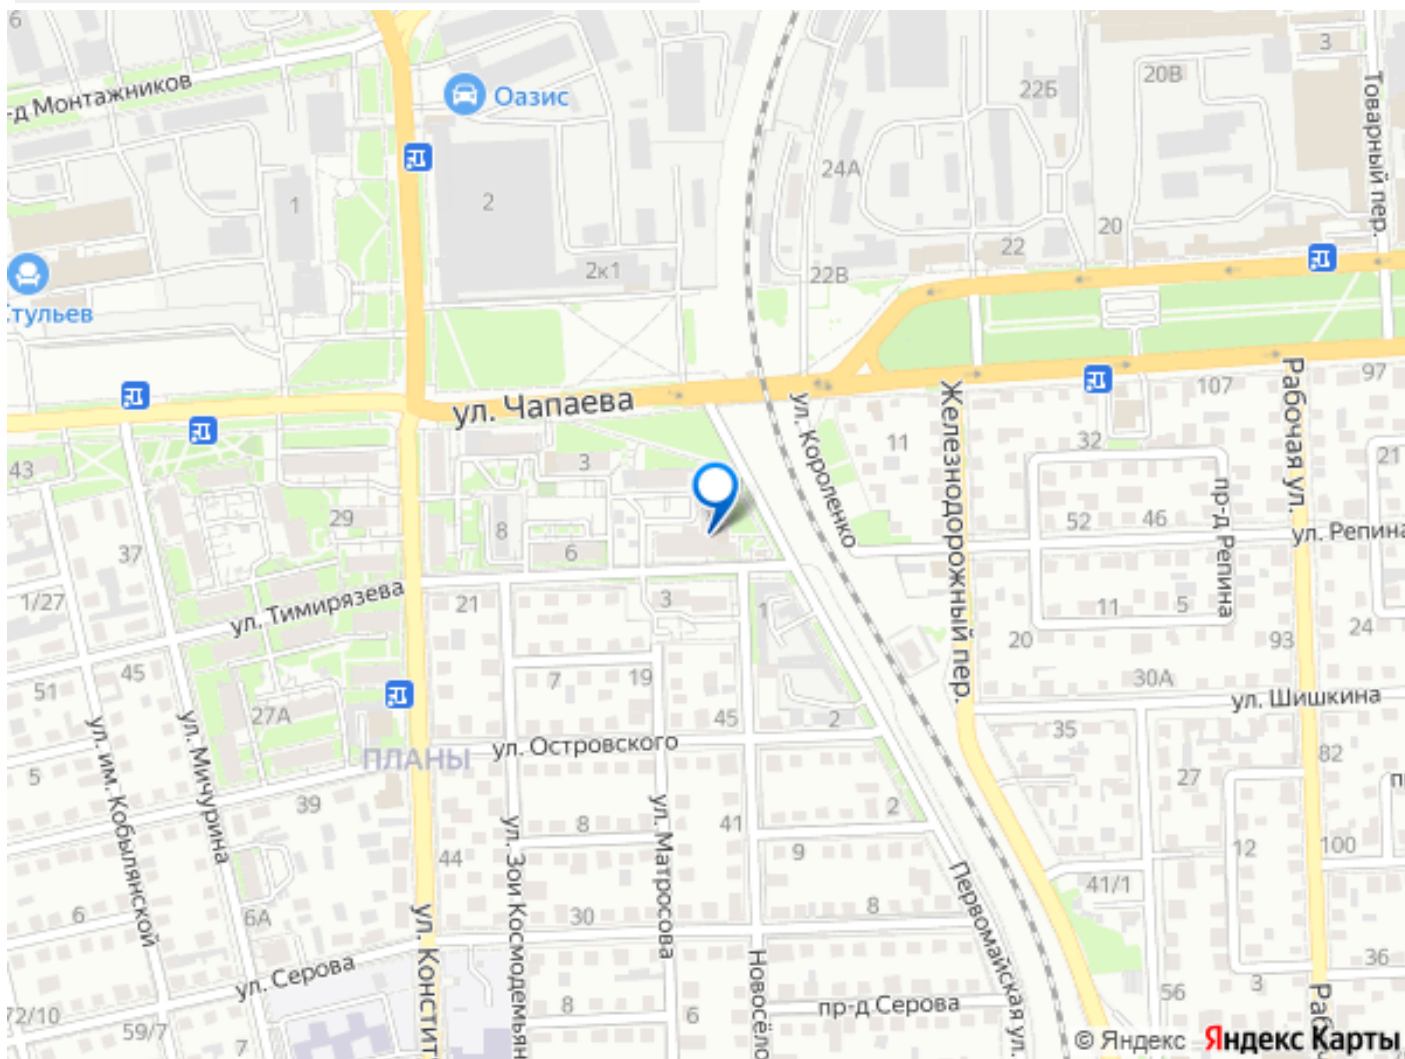 6
-д Монтажников
Оазис
3
20В
22Б
Товарный пер.
24А
2
1
20
22
2к1
22В
Стульев
ул. Чапаева
107
97
Рабочая ул.
Железнодорожный пер.
ул. Короленко
11
32
43
3
21
пр-д Репина
29
52
46
8
37
6
ул. Репина
1/27
ул. Тимирязева
21
3
1
11
5
20
93
24
51
45
7
19
30А
ул. Шишкина
27А
45
2
35
ул. им. Кобылянской
ул. Мичурина
ПЛАНЫ
ул. Островского
82
5
27
39
8
41
2
44
9
12
100
ул. Зои Космодемьян
ул. Матросова
Первомайская ул.
41/1
6
6А
30
8
ул. Констит
Новосёло
36
ул. Серова
3
72/10
59/7
7
8
6
пр-д Серова
56
Раб
© Яндекс Яндекс Карты